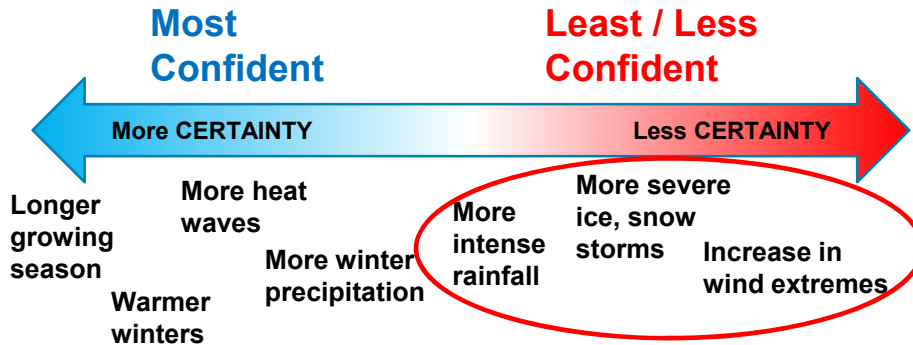 Most
Confident
Least / Less
Confident
More CERTAINTY
Less CERTAINTY
Longer
growing
season
More heat
waves
Warmer
winters
More winter
precipitation
More
intense
rainfall
More severe
ice, snow
storms
Increase in
wind extremes